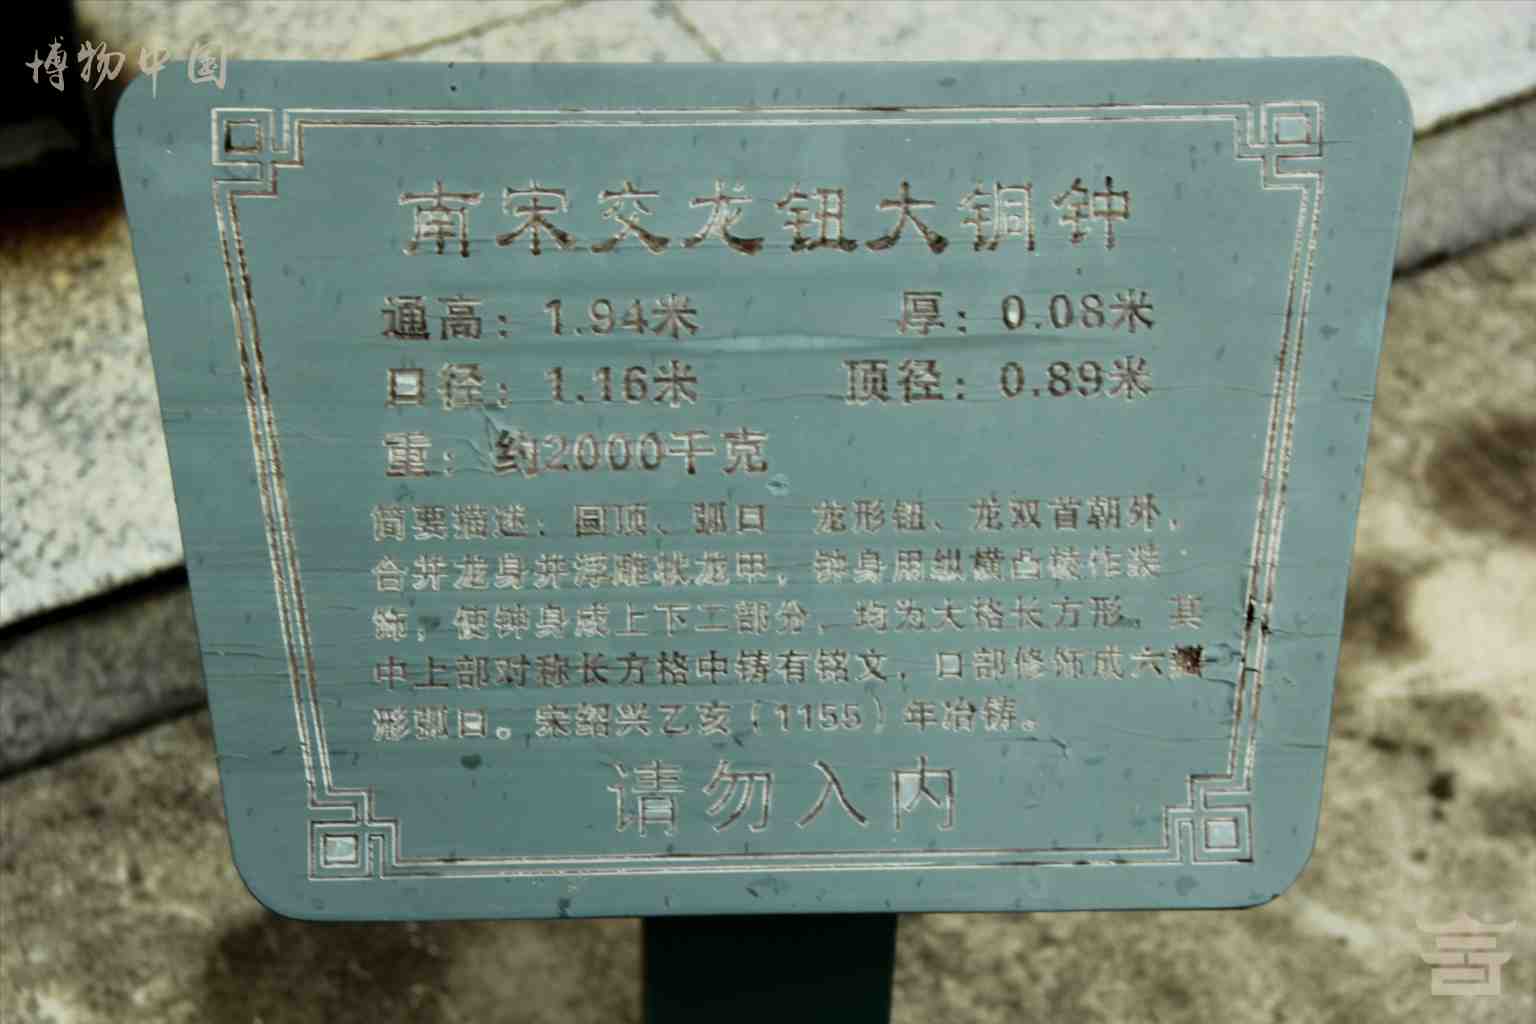 博物中国
南宋交龙钮大铜钟
通高：1.94米 厚：0.08米
口径：1.16米 顶径：0.89米
重：约2000千克
简要描述：圆顶、弧口 龙形钮、龙双首朝外，
合并龙身并浮雕状龙甲，钟身用纵横凸棱作装
饰，使钟身成上下二部分，均为大格长方形。其
中上部对称长方格中铸有铭文，口部修饰成六
形弧口。宋绍兴乙亥（1155）年冶铸。
请勿入内